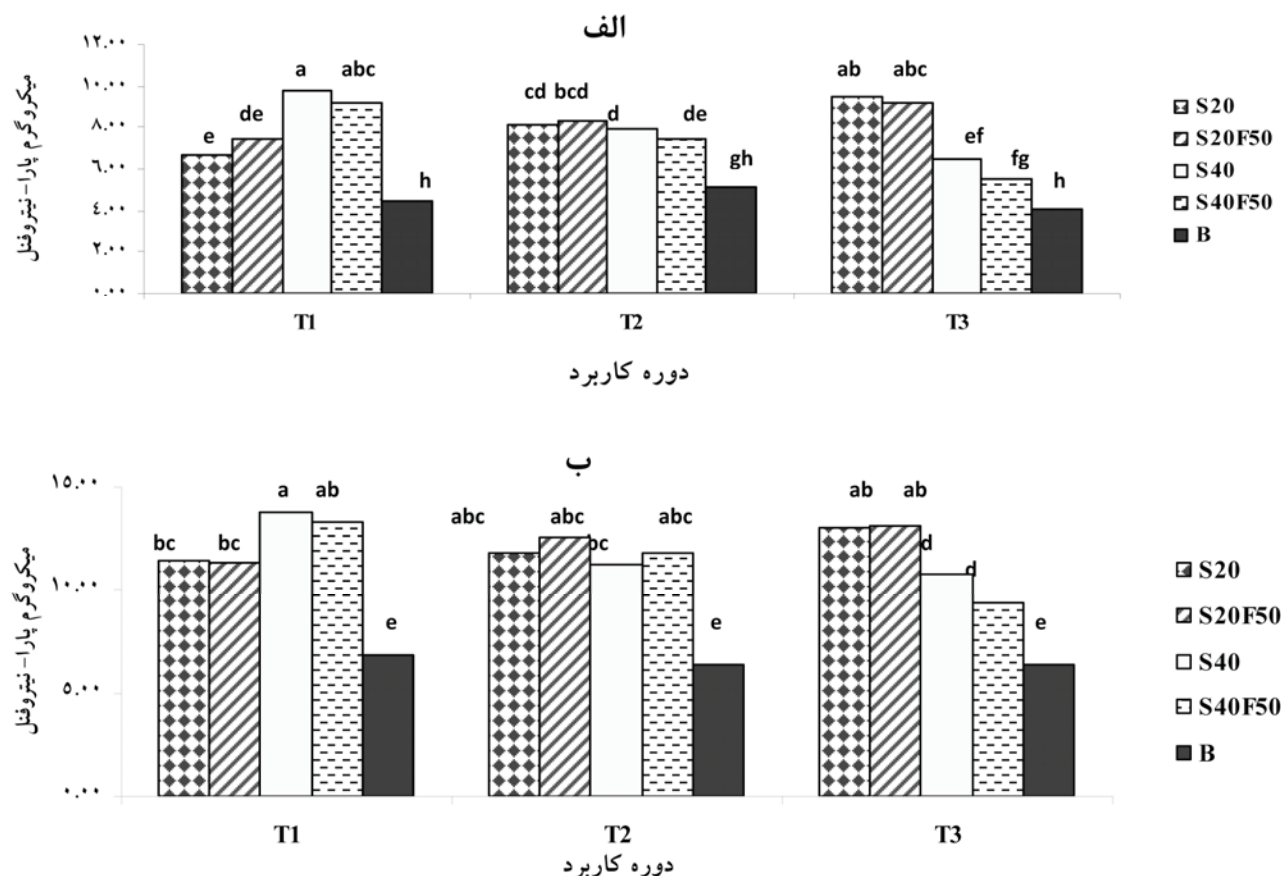 الف
میکروگرم پارا-نیتروفنل
۱۲.۰۰
۱۰.۰۰
۸.۰۰
۶.۰۰
۴.۰۰
۲.۰۰
۰.۰۰
e de a abc h
cd bcd d de gh
ab abc ef fg h
T1 T2 T3
دوره کاربرد
S20
S20F50
S40
S40F50
B
ب
میکروگرم پارا-نیتروفنل
۱۵.۰۰
۱۰.۰۰
۵.۰۰
۰.۰۰
bc bc a ab e
abc abc bc abc e
ab ab d d e
T1 T2 T3
دوره کاربرد
S20
S20F50
S40
S40F50
B